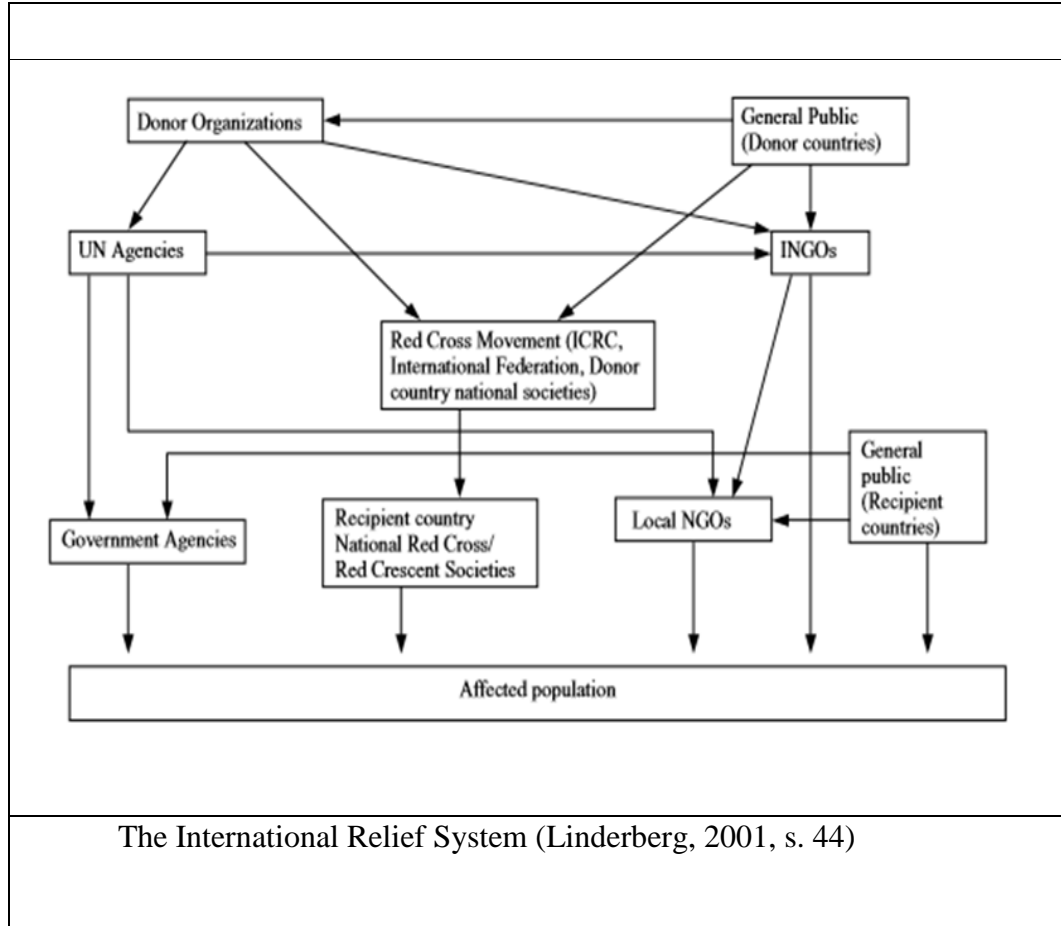 Donor Organizations
General Public
(Donor countries)
UN Agencies
INGOs
Red Cross Movement (ICRC,
International Federation, Donor
country national societies)
General
public
(Recipient
countries)
Government Agencies
Recipient country
National Red Cross/
Red Crescent Societies
Local NGOs
Affected population
The International Relief System (Linderberg, 2001, s. 44)